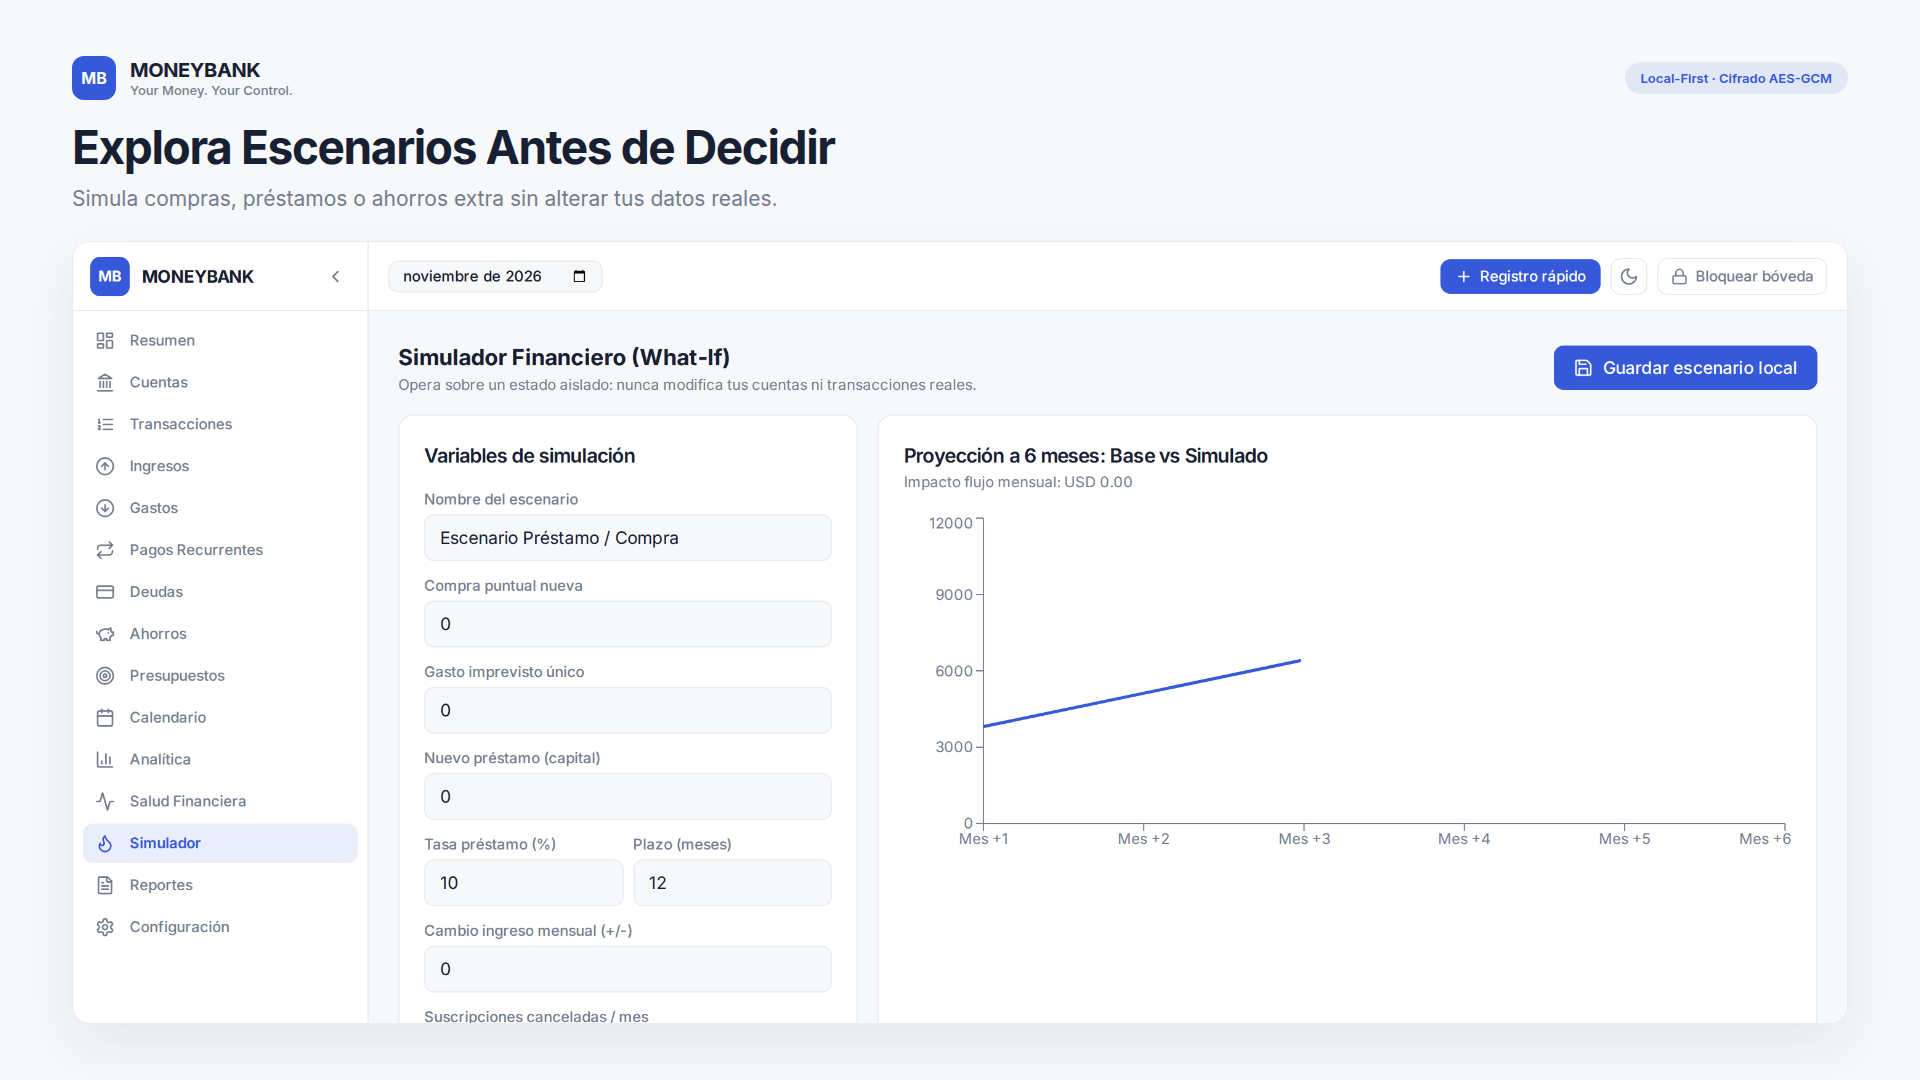 MB
MONEYBANK
Your Money. Your Control.
Local-First · Cifrado AES-GCM
Explora Escenarios Antes de Decidir
Simula compras, préstamos o ahorros extra sin alterar tus datos reales.
MB
MONEYBANK
noviembre de 2026
Registro rápido
Bloquear bóveda
Resumen
Cuentas
Transacciones
Ingresos
Gastos
Pagos Recurrentes
Deudas
Ahorros
Presupuestos
Calendario
Analítica
Salud Financiera
Simulador
Reportes
Configuración
Simulador Financiero (What-If)
Opera sobre un estado aislado: nunca modifica tus cuentas ni transacciones reales.
Guardar escenario local
Variables de simulación
Nombre del escenario
Escenario Préstamo / Compra
Compra puntual nueva
0
Gasto imprevisto único
0
Nuevo préstamo (capital)
0
Tasa préstamo (%) Plazo (meses)
10 12
Cambio ingreso mensual (+/-)
0
Suscripciones canceladas / mes
Proyección a 6 meses: Base vs Simulado
Impacto flujo mensual: USD 0.00
12000
9000
6000
3000
0
Mes +1 Mes +2 Mes +3 Mes +4 Mes +5 Mes +6